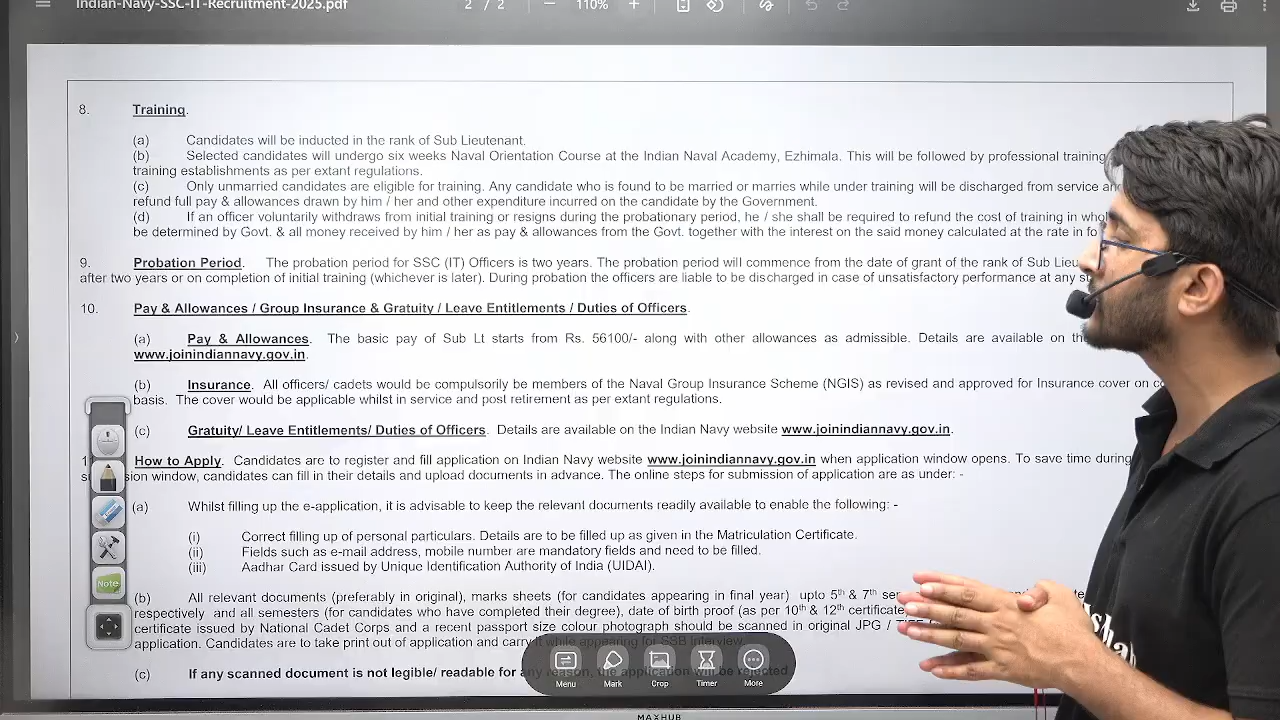 Indian-Navy-SSC-IT-Recruitment-2025.pdf 2 / 2 110%
8. Training.
(a) Candidates will be inducted in the rank of Sub Lieutenant.
(b) Selected candidates will undergo six weeks Naval Orientation Course at the Indian Naval Academy, Ezhimala. This will be followed by professional training
training establishments as per extant regulations.
(c) Only unmarried candidates are eligible for training. Any candidate who is found to be married or marries while under training will be discharged from service
refund full pay & allowances drawn by him / her and other expenditure incurred on the candidate by the Government.
(d) If an officer voluntarily withdraws from initial training or resigns during the probationary period, he / she shall be required to refund the cost of training in
be determined by Govt. & all money received by him / her as pay & allowances from the Govt. together with the interest on the said money calculated at the rate in
9. Probation Period. The probation period for SSC (IT) Officers is two years. The probation period will commence from the date of grant of the rank of Sub
after two years or on completion of initial training (whichever is later). During probation the officers are liable to be discharged in case of unsatisfactory performance at any
10. Pay & Allowances / Group Insurance & Gratuity / Leave Entitlements / Duties of Officers.
(a) Pay & Allowances. The basic pay of Sub Lt starts from Rs. 56100/- along with other allowances as admissible. Details are available on
www.joinindiannavy.gov.in.
(b) Insurance. All officers/ cadets would be compulsorily be members of the Naval Group Insurance Scheme (NGIS) as revised and approved for Insurance cover on
basis. The cover would be applicable whilst in service and post retirement as per extant regulations.
(c) Gratuity/ Leave Entitlements/ Duties of Officers. Details are available on the Indian Navy website www.joinindiannavy.gov.in.
How to Apply. Candidates are to register and fill application on Indian Navy website www.joinindiannavy.gov.in when application window opens. To save time during
window, candidates can fill in their details and upload documents in advance. The online steps for submission of application are as under: -
(a) Whilst filling up the e-application, it is advisable to keep the relevant documents readily available to enable the following: -
(i) Correct filling up of personal particulars. Details are to be filled up as given in the Matriculation Certificate.
(ii) Fields such as e-mail address, mobile number are mandatory fields and need to be filled.
(iii) Aadhar Card issued by Unique Identification Authority of India (UIDAI).
Note
(b) All relevant documents (preferably in original), marks sheets (for candidates appearing in final year) upto 5th & 7th
respectively and all semesters (for candidates who have completed their degree), date of birth proof (as per 10th & 12th
certificate issued by National Cadet Corps and a recent passport size colour photograph should be scanned in original JPG /
application. Candidates are to take print out of application and carry it while appearing for SSB Interview.
(c) If any scanned document is not legible/ readable for any reason, the application will be rejected
Menu Mark Crop Timer More
MAXHUB